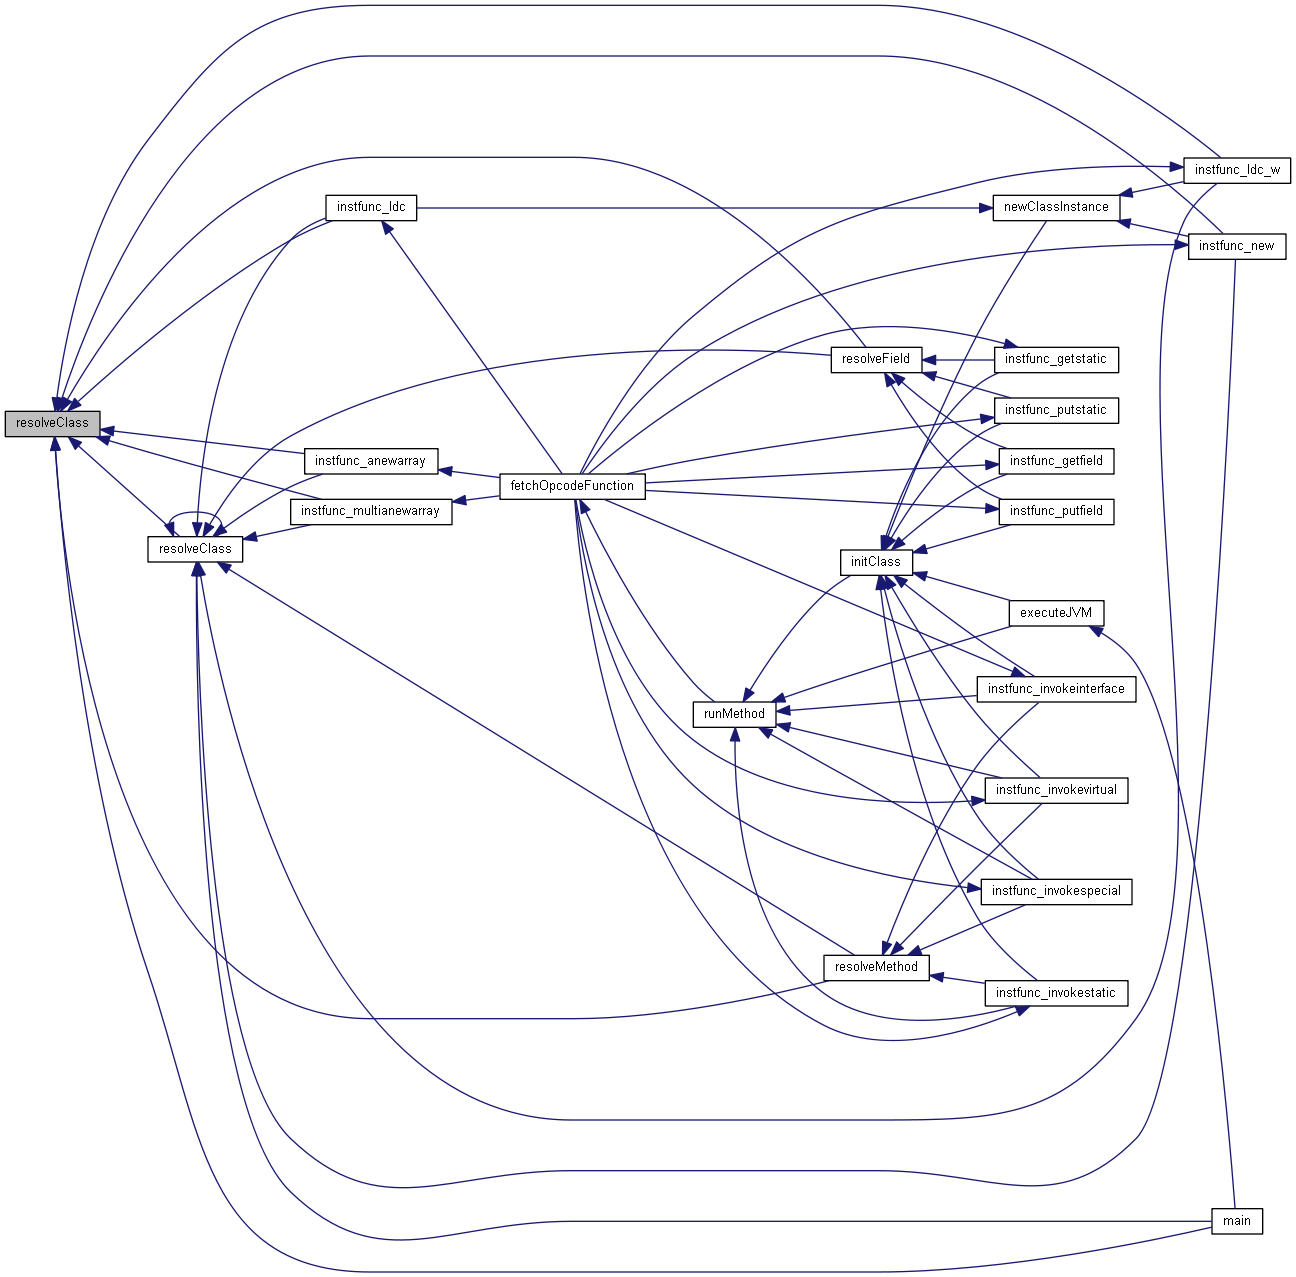 instfunc_ldc_w
instfunc_ldc
newClassInstance
instfunc_new
resolveField
instfunc_getstatic
instfunc_putstatic
resolveClass
instfunc_anewarray
instfunc_getfield
fetchOpcodeFunction
instfunc_multianewarray
instfunc_putfield
resolveClass
initClass
executeJVM
instfunc_invokeinterface
runMethod
instfunc_invokevirtual
instfunc_invokespecial
resolveMethod
instfunc_invokestatic
main